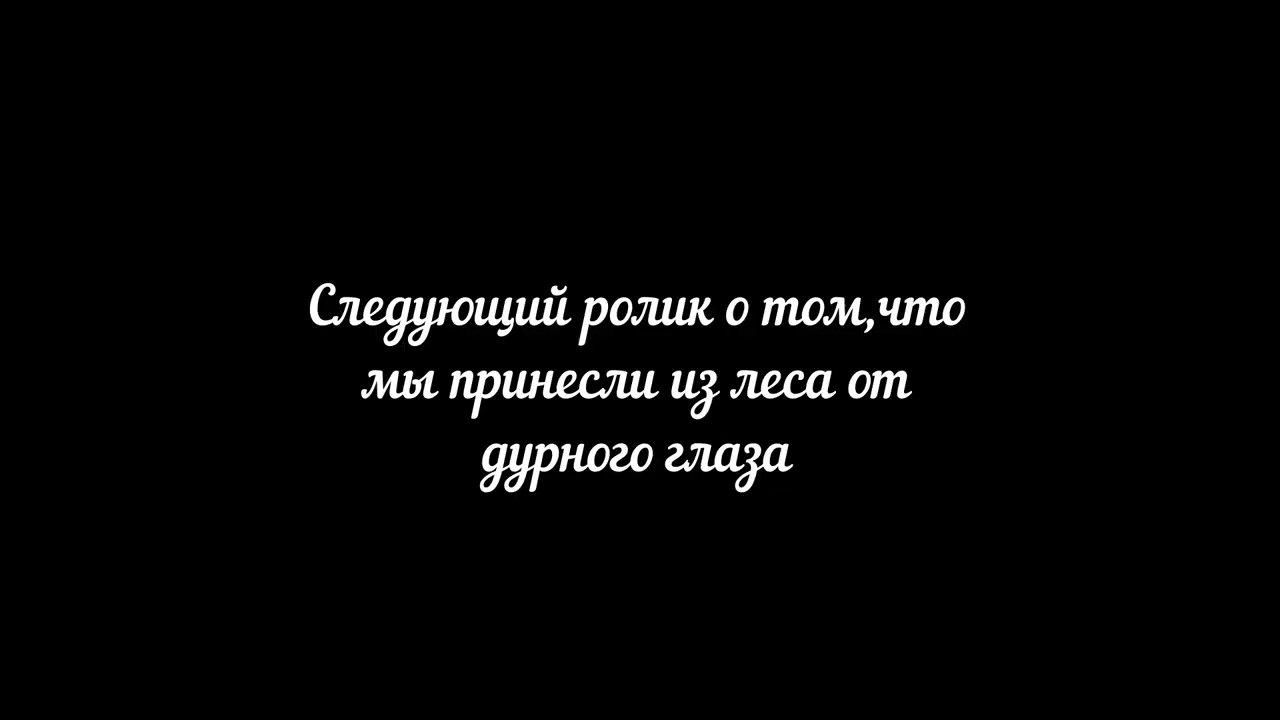 Следующий ролик о том,что
мы принесли из леса от
дурного глаза